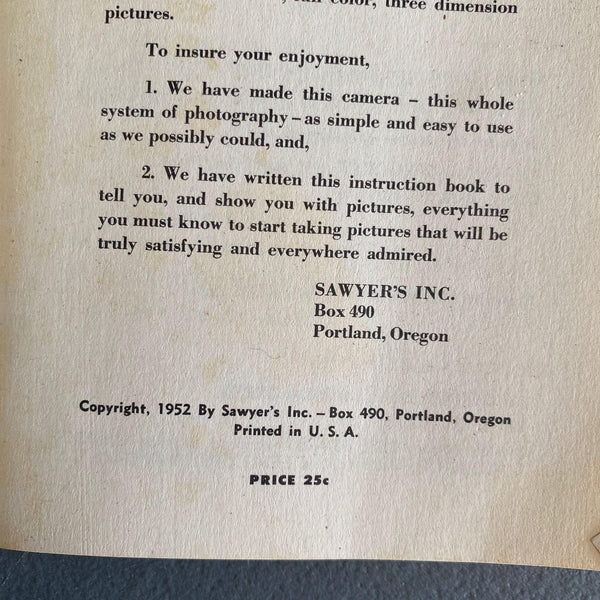 full color, three dimension
pictures.
To insure your enjoyment,
1. We have made this camera – this whole
system of photography – as simple and easy to use
as we possibly could, and,
2. We have written this instruction book to
tell you, and show you with pictures, everything
you must know to start taking pictures that will be
truly satisfying and everywhere admired.
SAWYER'S INC.
Box 490
Portland, Oregon
Copyright, 1952 By Sawyer's Inc. – Box 490, Portland, Oregon
Printed in U. S. A.
PRICE 25c